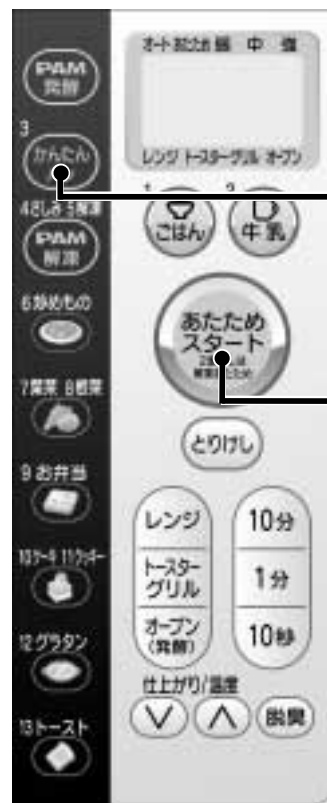 PAM
発酵
3
かんたん
4さしみ 5解凍
PAM
解凍
6炒めもの
7葉菜 8根菜
9お弁当
10ケーキ 11クッキー
12グラタン
13トースト
オート あたため 弱 中 強
レンジ トースターグリル オーブン
1
ごはん
2
牛乳
あたため
スタート
とりけし
レンジ
トースター
グリル
オーブン
(発酵)
10分
1分
10秒
仕上がり/温度
脱臭